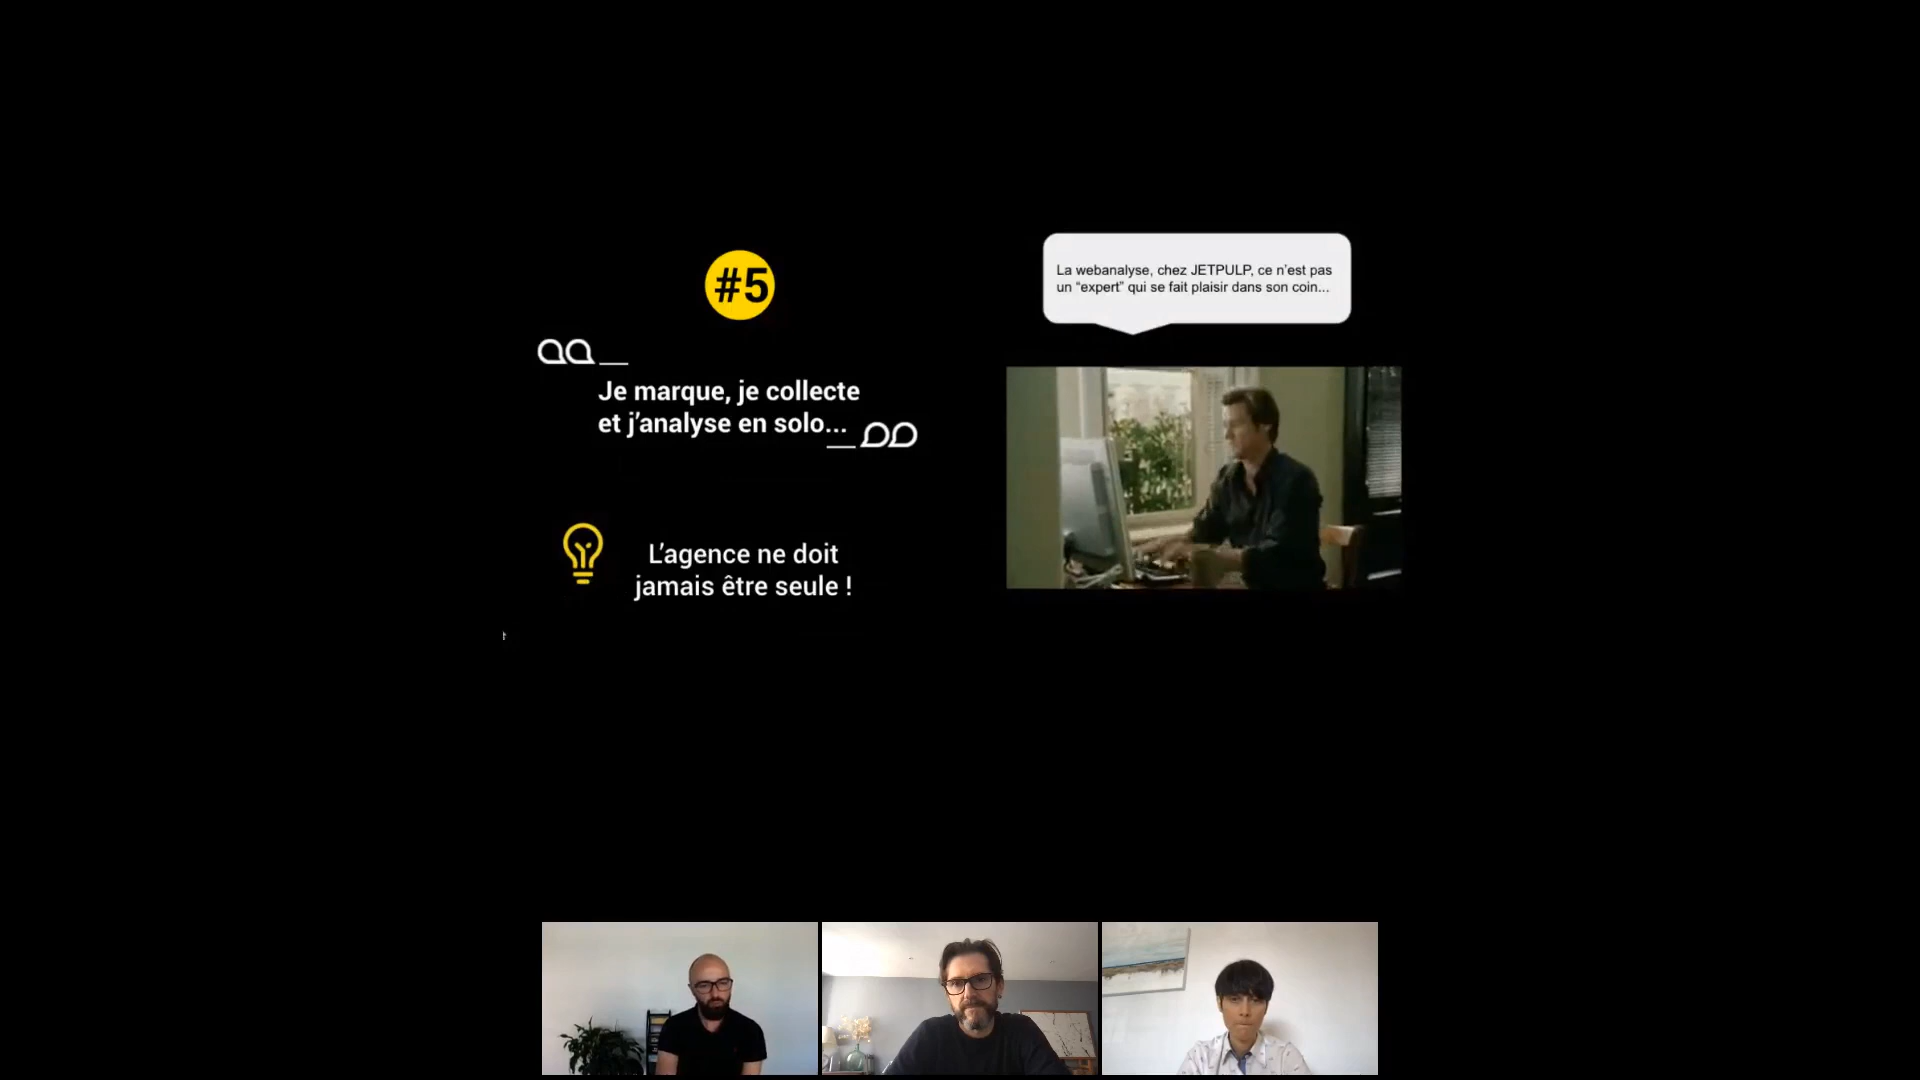 #5
Je marque, je collecte
et j’analyse en solo...
L’agence ne doit
jamais être seule !
La webanalyse, chez JETPULP, ce n’est pas
un “expert” qui se fait plaisir dans son coin...